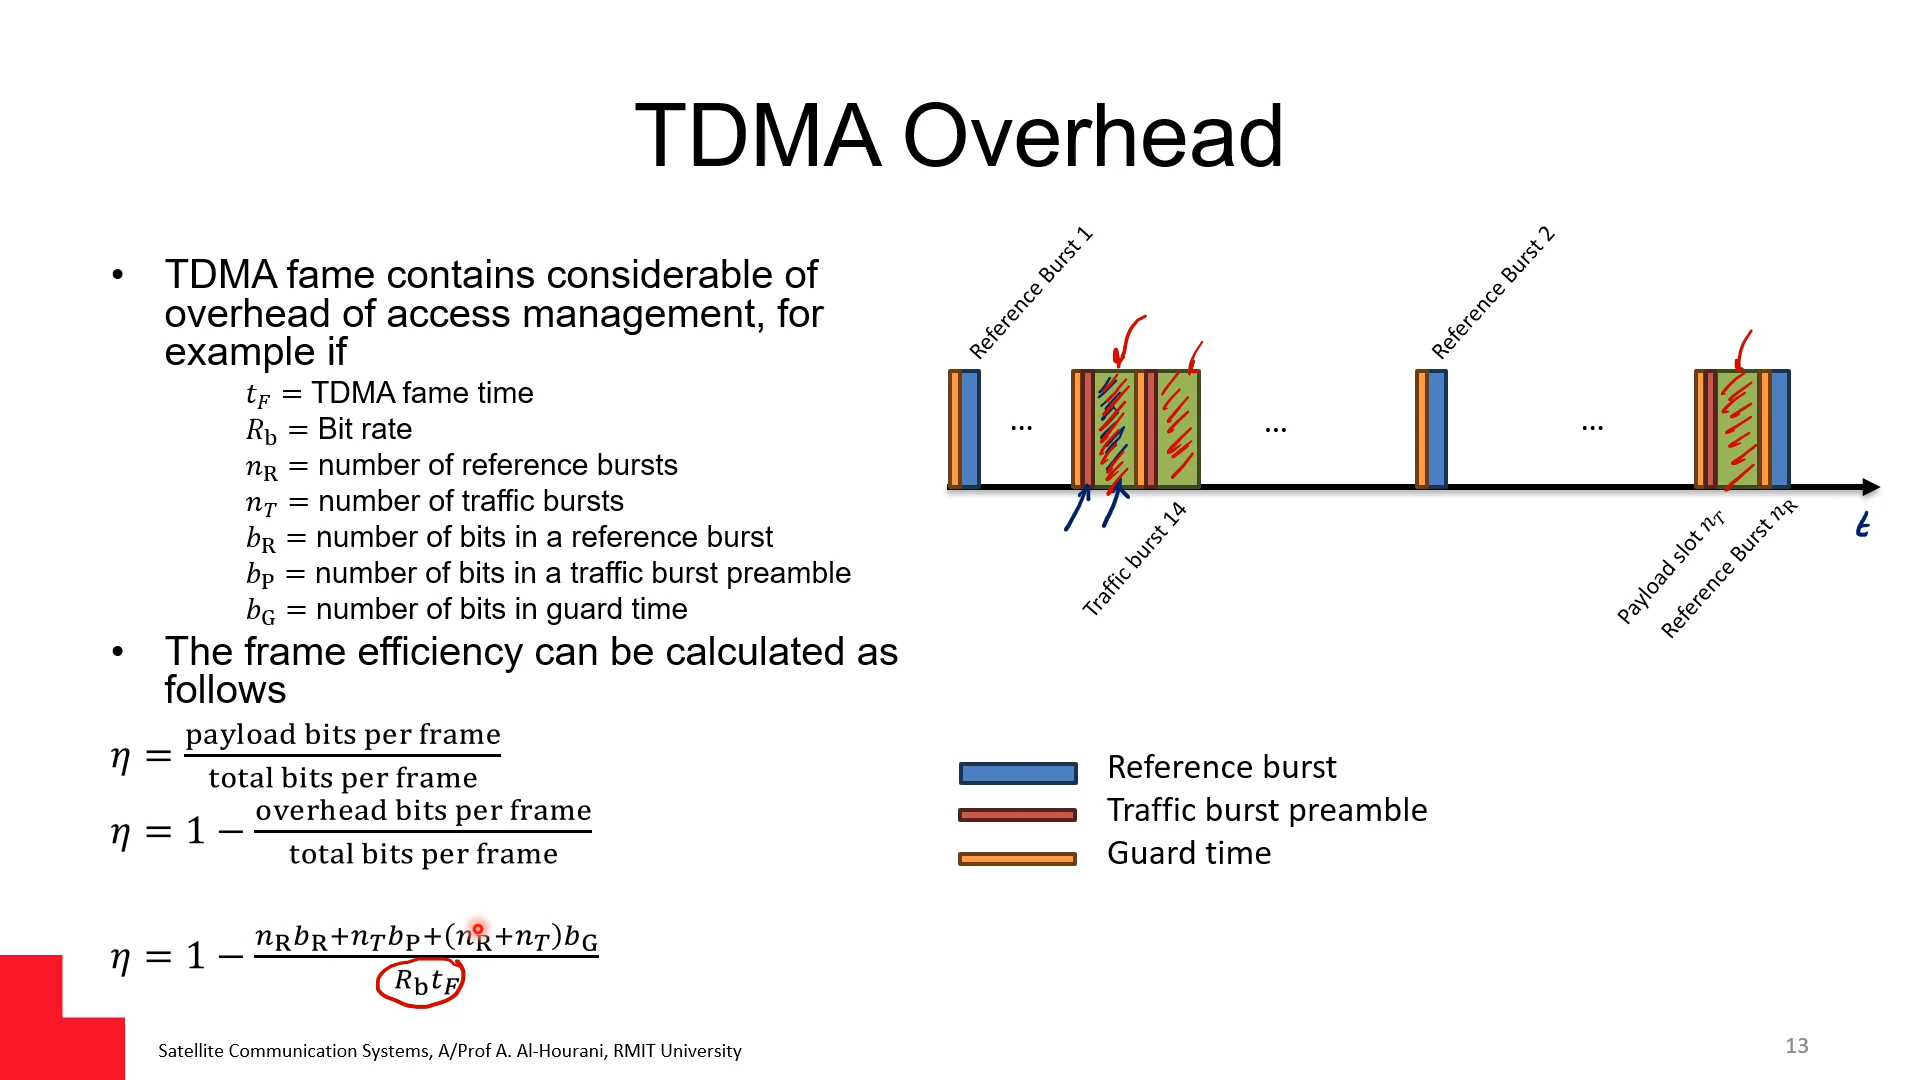 TDMA Overhead
• TDMA fame contains considerable of
overhead of access management, for
example if
t_F = TDMA fame time
R_b = Bit rate
n_R = number of reference bursts
n_T = number of traffic bursts
b_R = number of bits in a reference burst
b_P = number of bits in a traffic burst preamble
b_G = number of bits in guard time
• The frame efficiency can be calculated as
follows
η = payload bits per frame / total bits per frame
η = 1 − overhead bits per frame / total bits per frame
η = 1 − n_R b_R+n_T b_P+(n_R+n_T)b_G / R_b t_F
Reference Burst 1
Reference Burst 2
...
...
...
Traffic burst 14
Payload slot n_T
Reference Burst n_R
t
Reference burst
Traffic burst preamble
Guard time
Satellite Communication Systems, A/Prof A. Al-Hourani, RMIT University
13